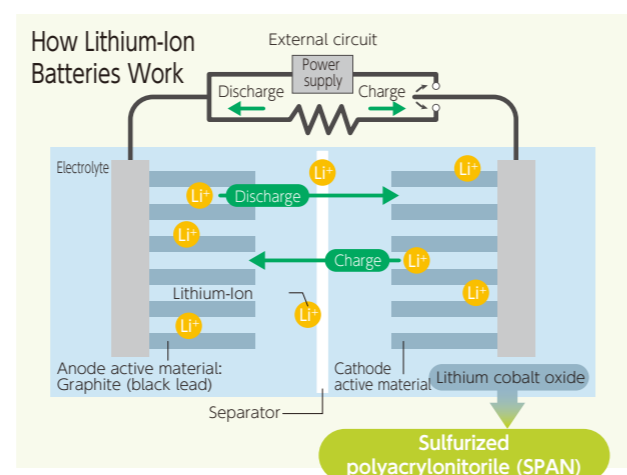 How Lithium-Ion
Batteries Work
External circuit
Power
supply
Discharge
Charge
Electrolyte
Li⁺
Li⁺
Li⁺
Li⁺
Discharge
Charge
Li⁺
Lithium-Ion
Li⁺
Li⁺
Li⁺
Anode active material:
Graphite (black lead)
Cathode
active material
Lithium cobalt oxide
Separator
Sulfurized
polyacrylonitorile (SPAN)